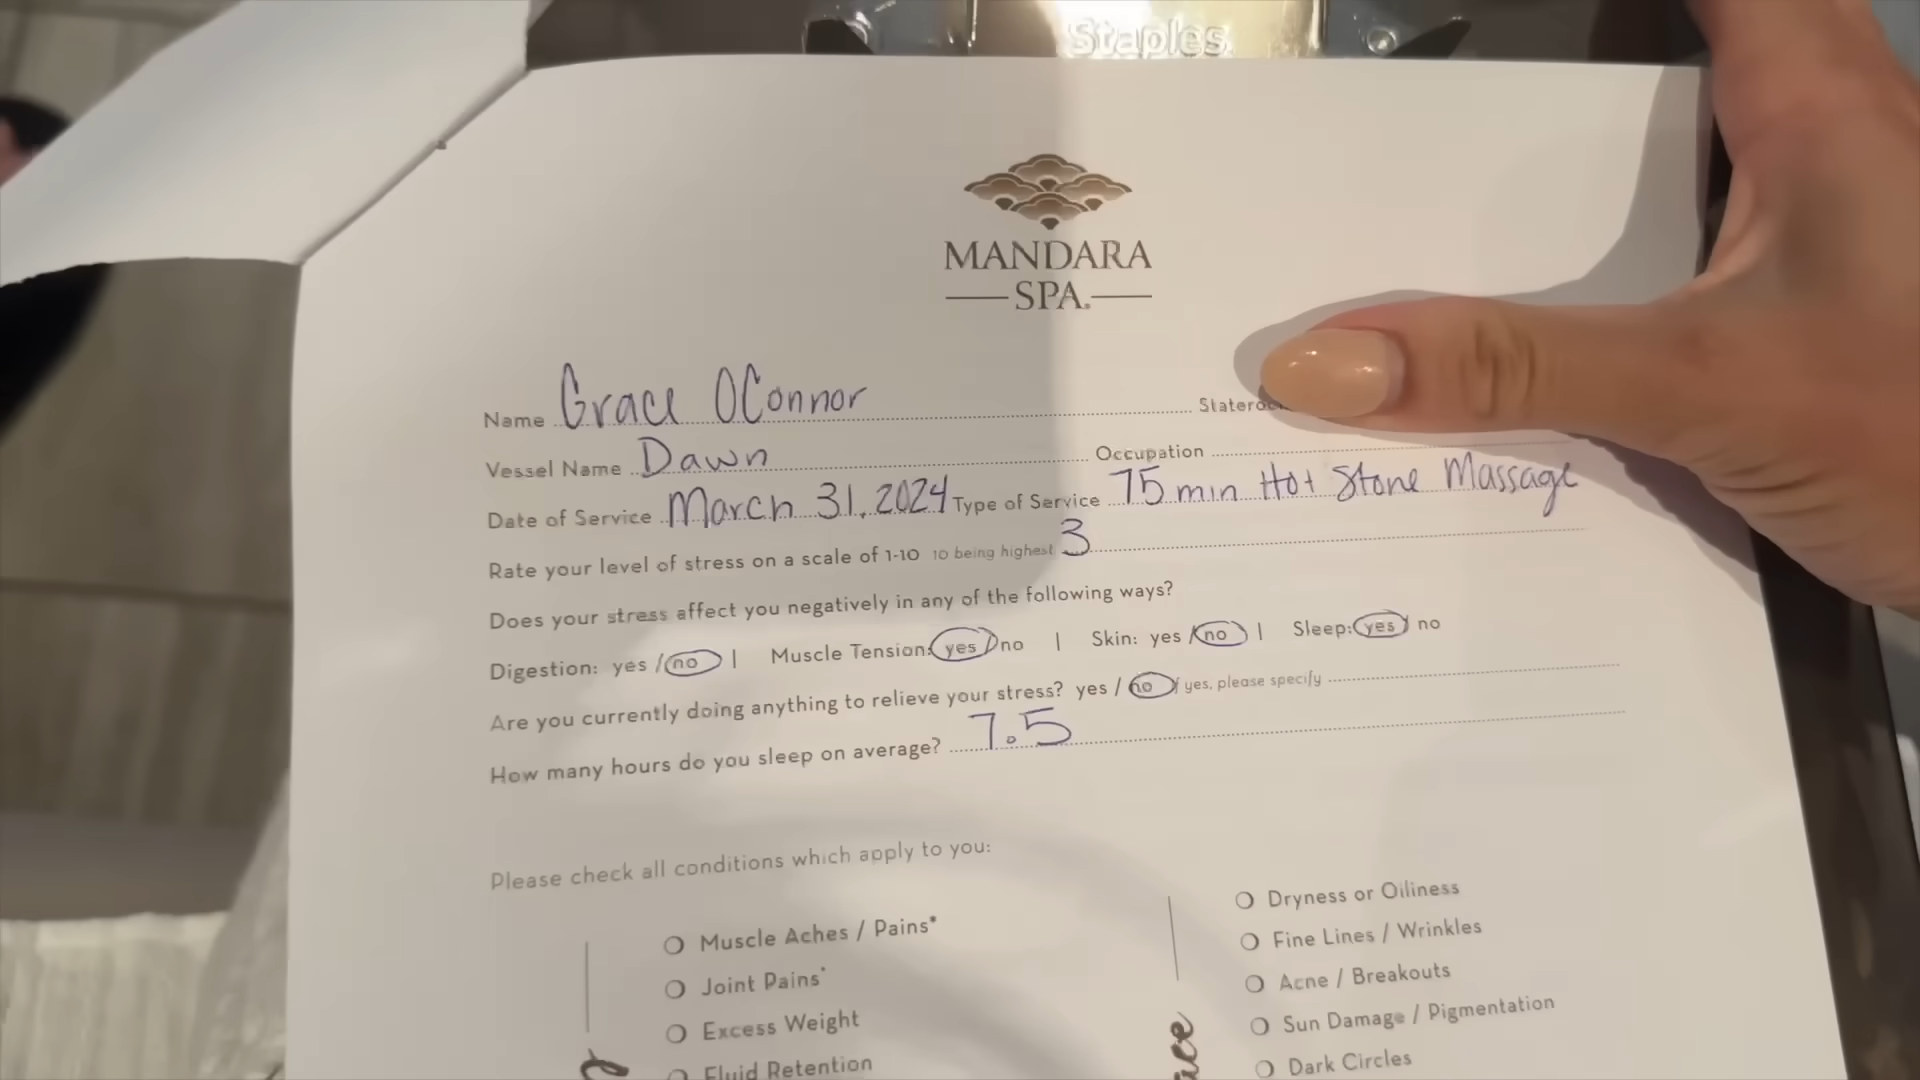 Staples
MANDARA
SPA.
Name Grace OConnor
Vessel Name Dawn Occupation
Date of Service March 31, 2024 Type of Service 75 min Hot Stone Massage
Rate your level of stress on a scale of 1-10 10 being highest 3
Does your stress affect you negatively in any of the following ways?
Digestion: yes / no | Muscle Tension: yes / no | Skin: yes / no | Sleep: yes / no
Are you currently doing anything to relieve your stress? yes / no if yes, please specify
How many hours do you sleep on average? 7.5
Please check all conditions which apply to you:
Muscle Aches / Pains*
Joint Pains*
Excess Weight
Fluid Retention
Dryness or Oiliness
Fine Lines / Wrinkles
Acne / Breakouts
Sun Damage / Pigmentation
Dark Circles